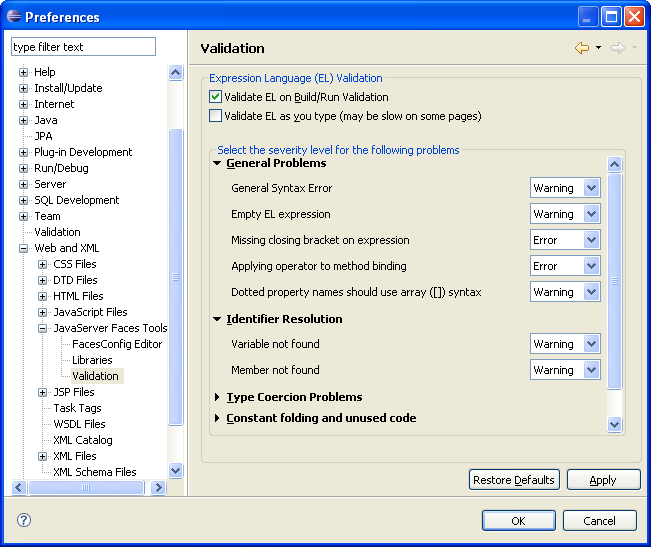 Preferences
type filter text
Help
Install/Update
Internet
Java
JPA
Plug-in Development
Run/Debug
Server
SQL Development
Team
Validation
Web and XML
CSS Files
DTD Files
HTML Files
JavaScript Files
JavaServer Faces Tools
FacesConfig Editor
Libraries
Validation
JSP Files
Task Tags
WSDL Files
XML Catalog
XML Files
XML Schema Files
Validation
Expression Language (EL) Validation
Validate EL on Build/Run Validation
Validate EL as you type (may be slow on some pages)
Select the severity level for the following problems
General Problems
General Syntax Error Warning
Empty EL expression Warning
Missing closing bracket on expression Error
Applying operator to method binding Error
Dotted property names should use array ([]) syntax Warning
Identifier Resolution
Variable not found Warning
Member not found Warning
Type Coercion Problems
Constant folding and unused code
Restore Defaults Apply
? OK Cancel